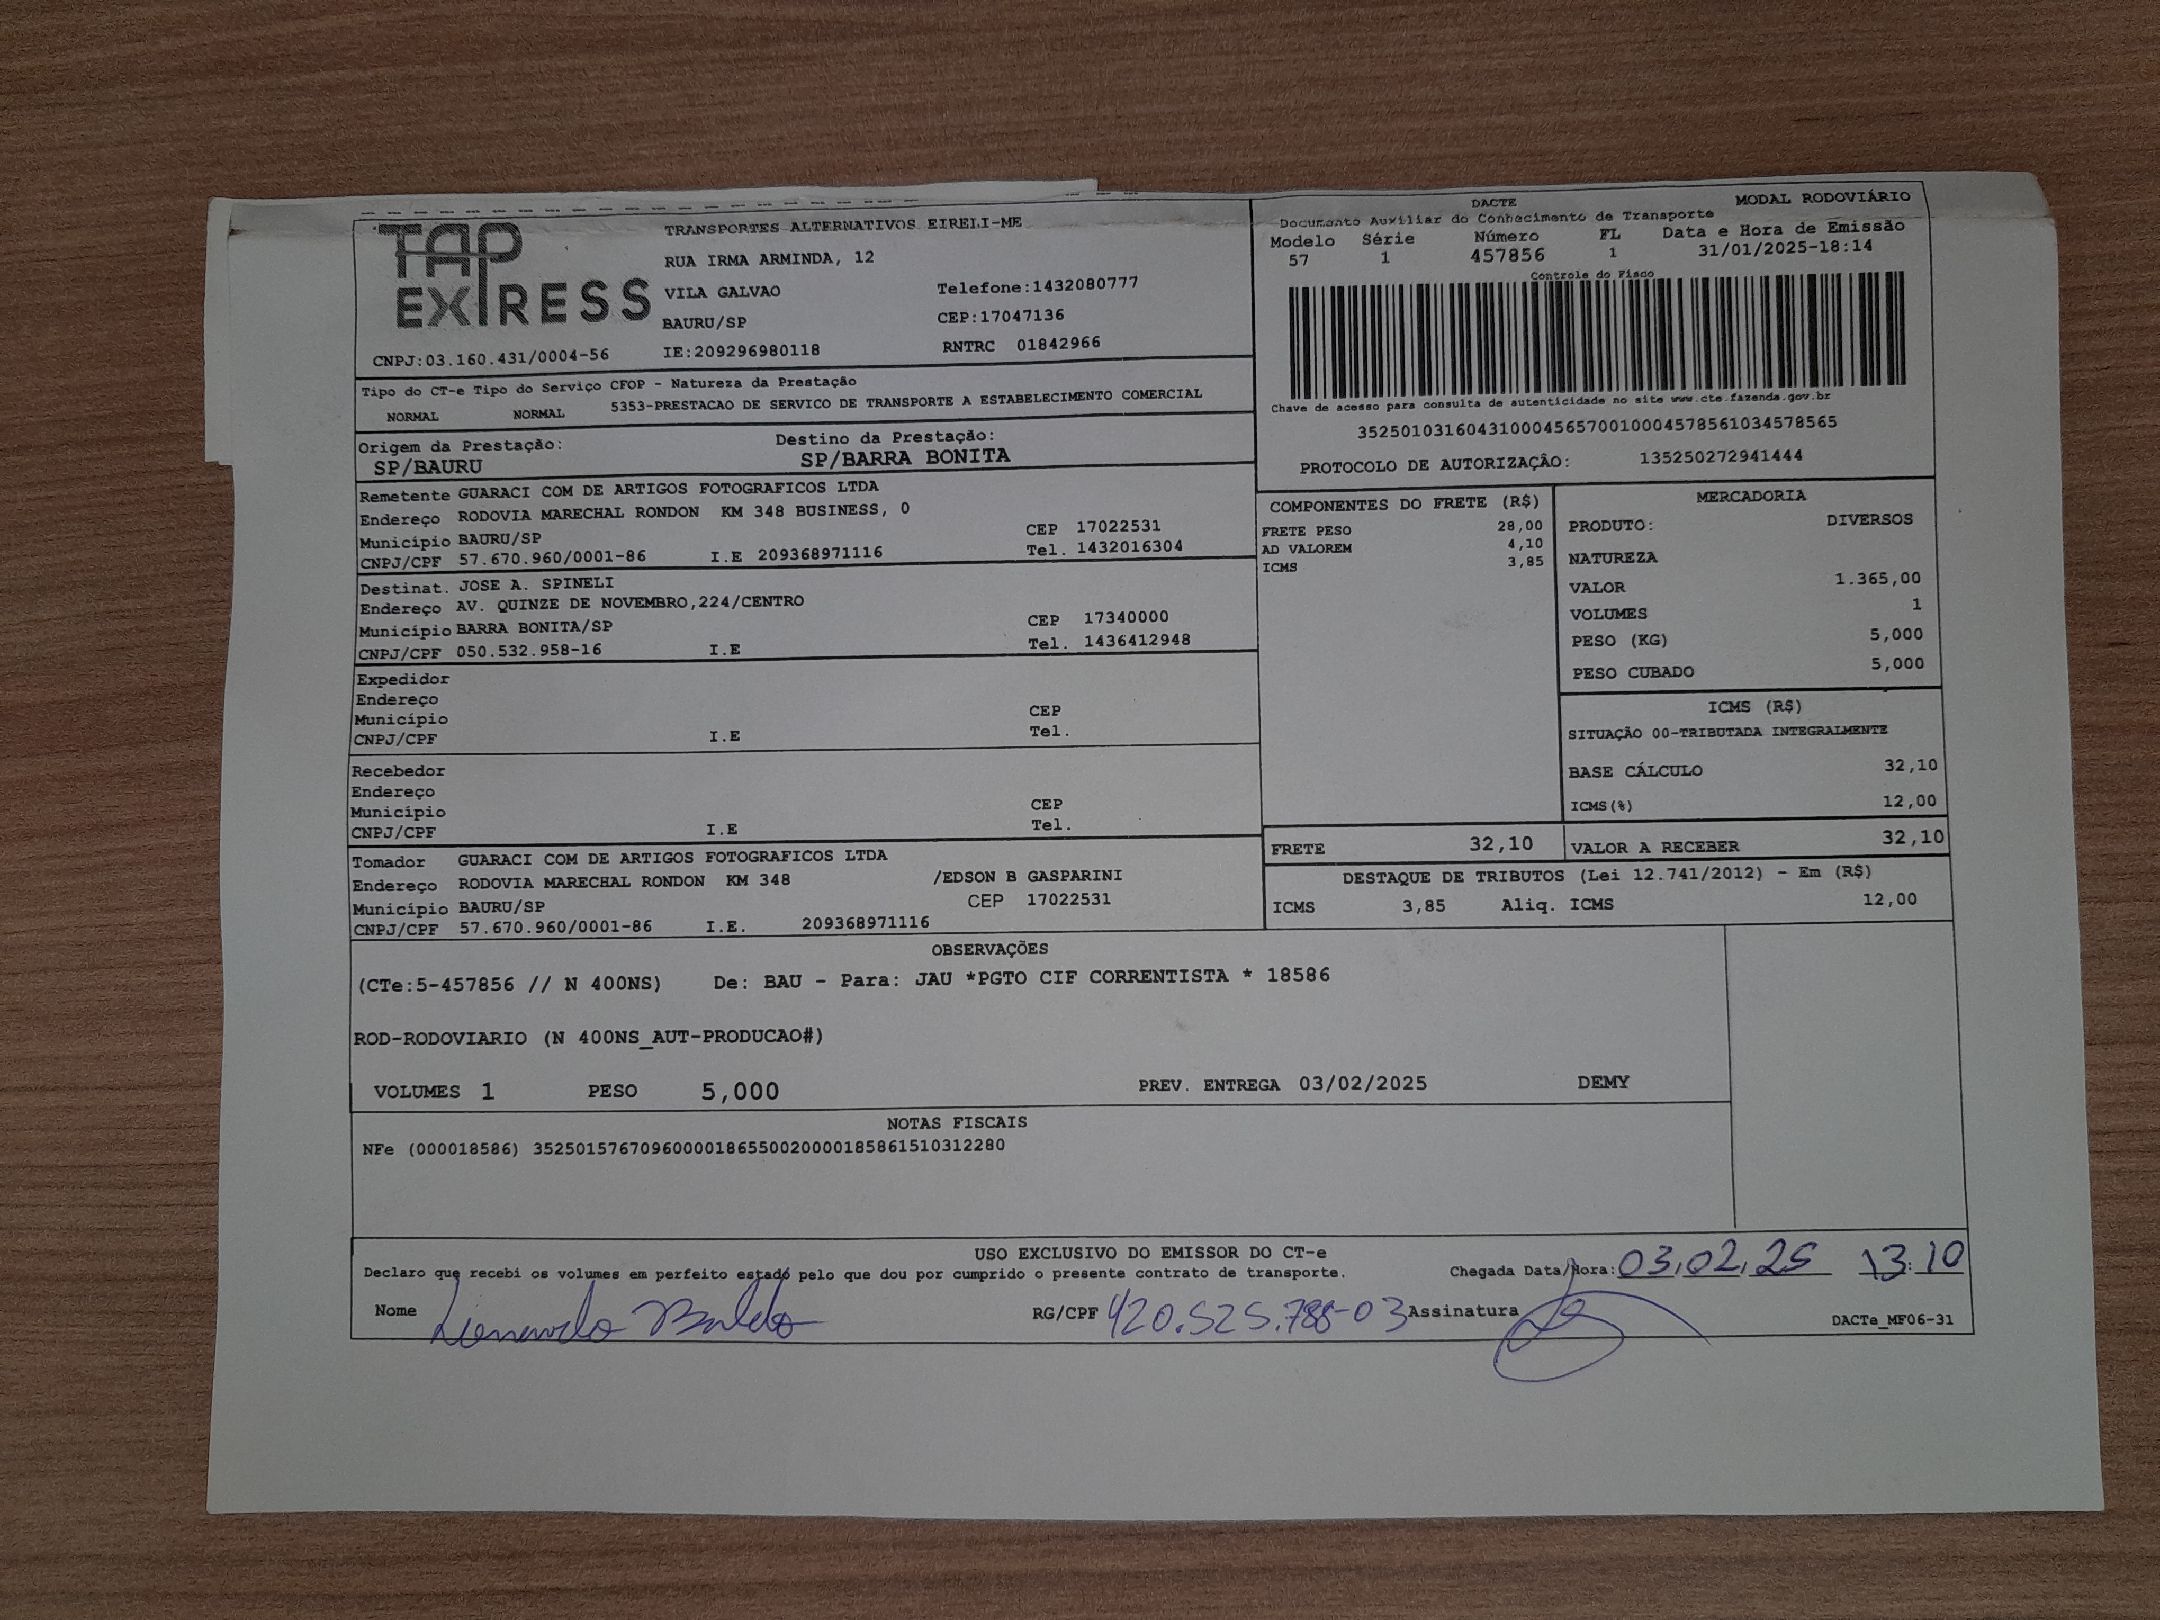 TAP EXPRESS
TRANSPORTES ALTERNATIVOS EIRELI-ME
RUA IRMA ARMINDA, 12
VILA GALVAO Telefone:1432080777
BAURU/SP CEP:17047136
CNPJ:03.160.431/0004-56 IE:209296980118 RNTRC 01842966
DACTE MODAL RODOVIÁRIO
Documento Auxiliar do Conhecimento de Transporte
Modelo Série Número FL Data e Hora de Emissão
57 1 457856 1 31/01/2025-18:14
Controle do Fisco
Chave de acesso para consulta de autenticidade no site www.cte.fazenda.gov.br
35250103160431000456570010004578561034578565
PROTOCOLO DE AUTORIZAÇÃO: 135250272941444
Tipo do CT-e Tipo do Serviço CFOP - Natureza da Prestação
NORMAL NORMAL 5353-PRESTACAO DE SERVICO DE TRANSPORTE A ESTABELECIMENTO COMERCIAL
Origem da Prestação: Destino da Prestação:
SP/BAURU SP/BARRA BONITA
Remetente GUARACI COM DE ARTIGOS FOTOGRAFICOS LTDA
Endereço RODOVIA MARECHAL RONDON KM 348 BUSINESS, 0
Município BAURU/SP CEP 17022531
CNPJ/CPF 57.670.960/0001-86 I.E 209368971116 Tel. 1432016304
Destinat. JOSE A. SPINELI
Endereço AV. QUINZE DE NOVEMBRO,224/CENTRO
Município BARRA BONITA/SP CEP 17340000
CNPJ/CPF 050.532.958-16 I.E Tel. 1436412948
Expedidor
Endereço
Município CEP
CNPJ/CPF I.E Tel.
Recebedor
Endereço
Município CEP
CNPJ/CPF I.E Tel.
Tomador GUARACI COM DE ARTIGOS FOTOGRAFICOS LTDA
Endereço RODOVIA MARECHAL RONDON KM 348 /EDSON B GASPARINI
Município BAURU/SP CEP 17022531
CNPJ/CPF 57.670.960/0001-86 I.E. 209368971116
COMPONENTES DO FRETE (R$)
FRETE PESO 28,00
AD VALOREM 4,10
ICMS 3,85
MERCADORIA
PRODUTO: DIVERSOS
NATUREZA
VALOR 1.365,00
VOLUMES 1
PESO (KG) 5,000
PESO CUBADO 5,000
ICMS (R$)
SITUAÇÃO 00-TRIBUTADA INTEGRALMENTE
BASE CÁLCULO 32,10
ICMS(%) 12,00
FRETE 32,10 VALOR A RECEBER 32,10
DESTAQUE DE TRIBUTOS (Lei 12.741/2012) - Em (R$)
ICMS 3,85 Aliq. ICMS 12,00
OBSERVAÇÕES
(CTe:5-457856 // N 400NS) De: BAU - Para: JAU *PGTO CIF CORRENTISTA * 18586
ROD-RODOVIARIO (N 400NS_AUT-PRODUCAO#)
VOLUMES 1 PESO 5,000 PREV. ENTREGA 03/02/2025 DEMY
NOTAS FISCAIS
NFe (000018586) 35250157670960000186550020000185861510312280
USO EXCLUSIVO DO EMISSOR DO CT-e
Declaro que recebi os volumes em perfeito estado pelo que dou por cumprido o presente contrato de transporte. Chegada Data/Hora: 03.02.25 13:10
Nome RG/CPF 420.525.788-03 Assinatura
DACTe_MF06-31